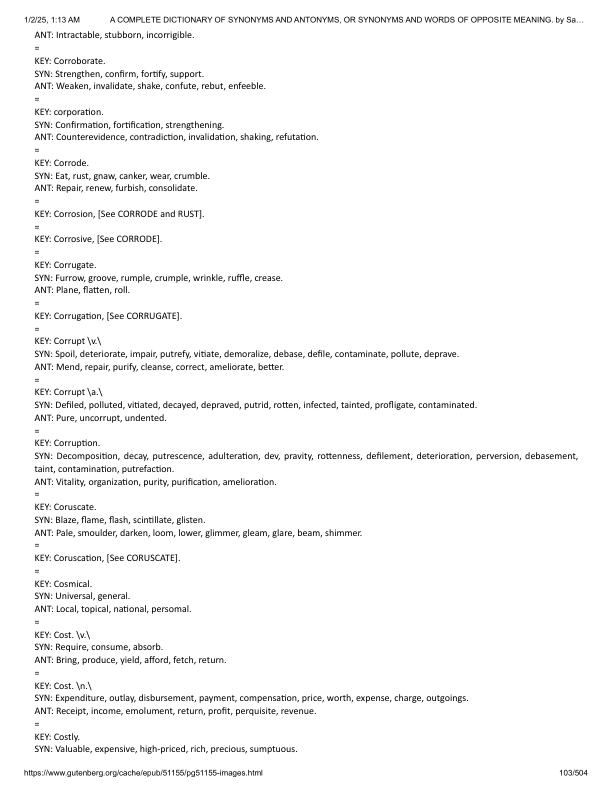 1/2/25, 1:13 AM A COMPLETE DICTIONARY OF SYNONYMS AND ANTONYMS, OR SYNONYMS AND WORDS OF OPPOSITE MEANING. by Sa…
ANT: Intractable, stubborn, incorrigible.
=
KEY: Corroborate.
SYN: Strengthen, confirm, fortify, support.
ANT: Weaken, invalidate, shake, confute, rebut, enfeeble.
=
KEY: corporation.
SYN: Confirmation, fortification, strengthening.
ANT: Counterevidence, contradiction, invalidation, shaking, refutation.
=
KEY: Corrode.
SYN: Eat, rust, gnaw, canker, wear, crumble.
ANT: Repair, renew, furbish, consolidate.
=
KEY: Corrosion, [See CORRODE and RUST].
=
KEY: Corrosive, [See CORRODE].
=
KEY: Corrugate.
SYN: Furrow, groove, rumple, crumple, wrinkle, ruffle, crease.
ANT: Plane, flatten, roll.
=
KEY: Corrugation, [See CORRUGATE].
=
KEY: Corrupt \v.\
SYN: Spoil, deteriorate, impair, putrefy, vitiate, demoralize, debase, defile, contaminate, pollute, deprave.
ANT: Mend, repair, purify, cleanse, correct, ameliorate, better.
=
KEY: Corrupt \a.\
SYN: Defiled, polluted, vitiated, decayed, depraved, putrid, rotten, infected, tainted, profligate, contaminated.
ANT: Pure, uncorrupt, undented.
=
KEY: Corruption.
SYN: Decomposition, decay, putrescence, adulteration, dev, pravity, rottenness, defilement, deterioration, perversion, debasement,
taint, contamination, putrefaction.
ANT: Vitality, organization, purity, purification, amelioration.
=
KEY: Coruscate.
SYN: Blaze, flame, flash, scintillate, glisten.
ANT: Pale, smoulder, darken, loom, lower, glimmer, gleam, glare, beam, shimmer.
=
KEY: Coruscation, [See CORUSCATE].
=
KEY: Cosmical.
SYN: Universal, general.
ANT: Local, topical, national, persomal.
=
KEY: Cost. \v.\
SYN: Require, consume, absorb.
ANT: Bring, produce, yield, afford, fetch, return.
=
KEY: Cost. \n.\
SYN: Expenditure, outlay, disbursement, payment, compensation, price, worth, expense, charge, outgoings.
ANT: Receipt, income, emolument, return, profit, perquisite, revenue.
=
KEY: Costly.
SYN: Valuable, expensive, high-priced, rich, precious, sumptuous.
https://www.gutenberg.org/cache/epub/51155/pg51155-images.html 103/504